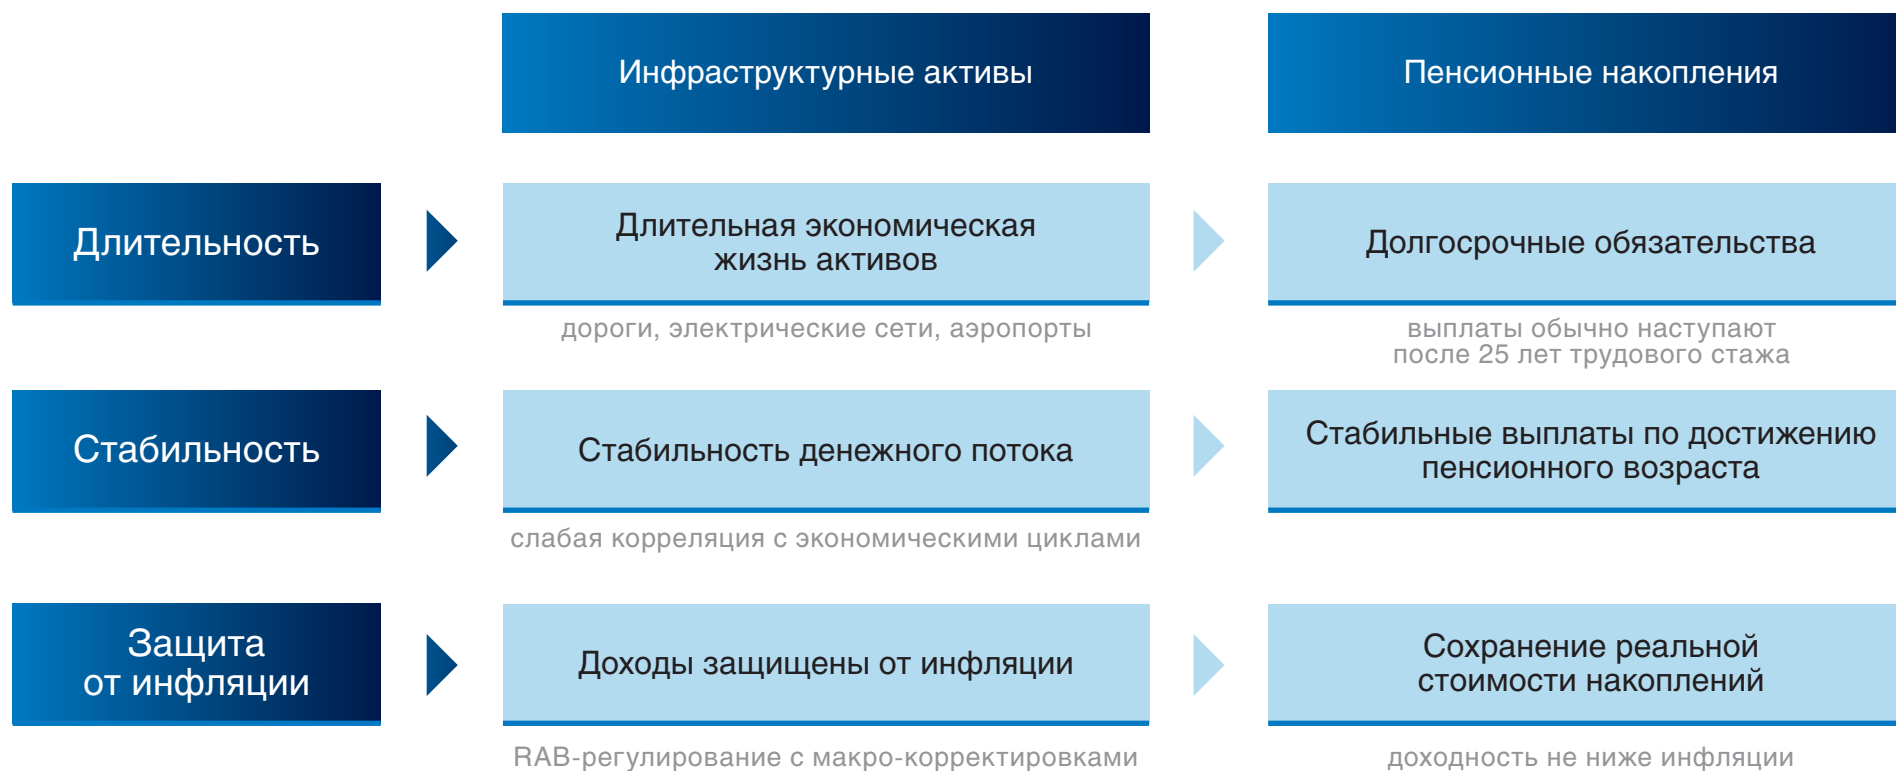 Инфраструктурные активы
Пенсионные накопления
Длительность
Длительная экономическая
жизнь активов
дороги, электрические сети, аэропорты
Долгосрочные обязательства
выплаты обычно наступают
после 25 лет трудового стажа
Стабильность
Стабильность денежного потока
слабая корреляция с экономическими циклами
Стабильные выплаты по достижению
пенсионного возраста
Защита
от инфляции
Доходы защищены от инфляции
RAB-регулирование с макро-корректировками
Сохранение реальной
стоимости накоплений
доходность не ниже инфляции